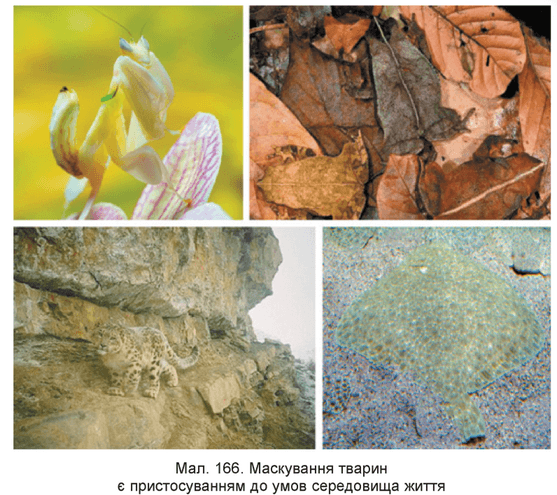 Мал. 166. Маскування тварин
є пристосуванням до умов середовища життя